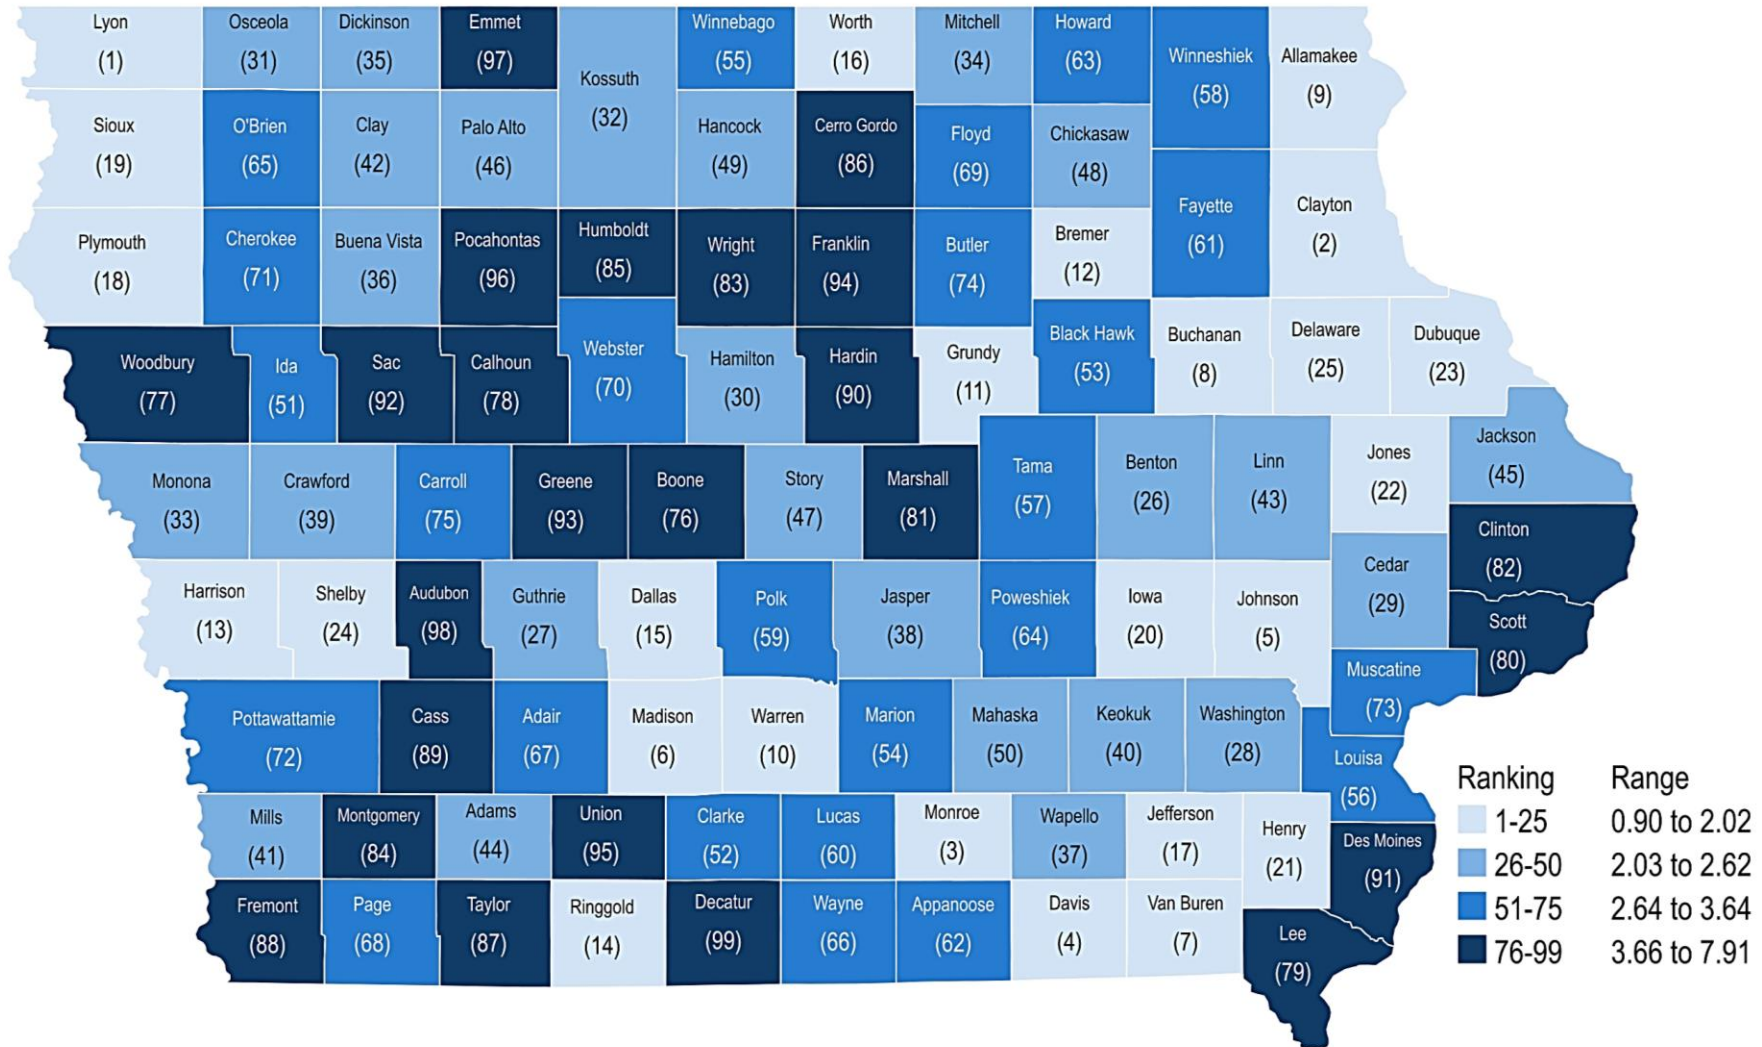 Lyon
(1)
Osceola
(31)
Dickinson
(35)
Emmet
(97)
Kossuth
(32)
Winnebago
(55)
Worth
(16)
Mitchell
(34)
Howard
(63)
Winneshiek
(58)
Allamakee
(9)
Sioux
(19)
O'Brien
(65)
Clay
(42)
Palo Alto
(46)
Hancock
(49)
Cerro Gordo
(86)
Floyd
(69)
Chickasaw
(48)
Fayette
(61)
Clayton
(2)
Plymouth
(18)
Cherokee
(71)
Buena Vista
(36)
Pocahontas
(96)
Humboldt
(85)
Wright
(83)
Franklin
(94)
Butler
(74)
Bremer
(12)
Woodbury
(77)
Ida
(51)
Sac
(92)
Calhoun
(78)
Webster
(70)
Hamilton
(30)
Hardin
(90)
Grundy
(11)
Black Hawk
(53)
Buchanan
(8)
Delaware
(25)
Dubuque
(23)
Monona
(33)
Crawford
(39)
Carroll
(75)
Greene
(93)
Boone
(76)
Story
(47)
Marshall
(81)
Tama
(57)
Benton
(26)
Linn
(43)
Jones
(22)
Jackson
(45)
Clinton
(82)
Harrison
(13)
Shelby
(24)
Audubon
(98)
Guthrie
(27)
Dallas
(15)
Polk
(59)
Jasper
(38)
Poweshiek
(64)
Iowa
(20)
Johnson
(5)
Cedar
(29)
Scott
(80)
Muscatine
(73)
Pottawattamie
(72)
Cass
(89)
Adair
(67)
Madison
(6)
Warren
(10)
Marion
(54)
Mahaska
(50)
Keokuk
(40)
Washington
(28)
Louisa
(56)
Mills
(41)
Montgomery
(84)
Adams
(44)
Union
(95)
Clarke
(52)
Lucas
(60)
Monroe
(3)
Wapello
(37)
Jefferson
(17)
Henry
(21)
Des Moines
(91)
Fremont
(88)
Page
(68)
Taylor
(87)
Ringgold
(14)
Decatur
(99)
Wayne
(66)
Appanoose
(62)
Davis
(4)
Van Buren
(7)
Lee
(79)
Ranking Range
1-25 0.90 to 2.02
26-50 2.03 to 2.62
51-75 2.64 to 3.64
76-99 3.66 to 7.91